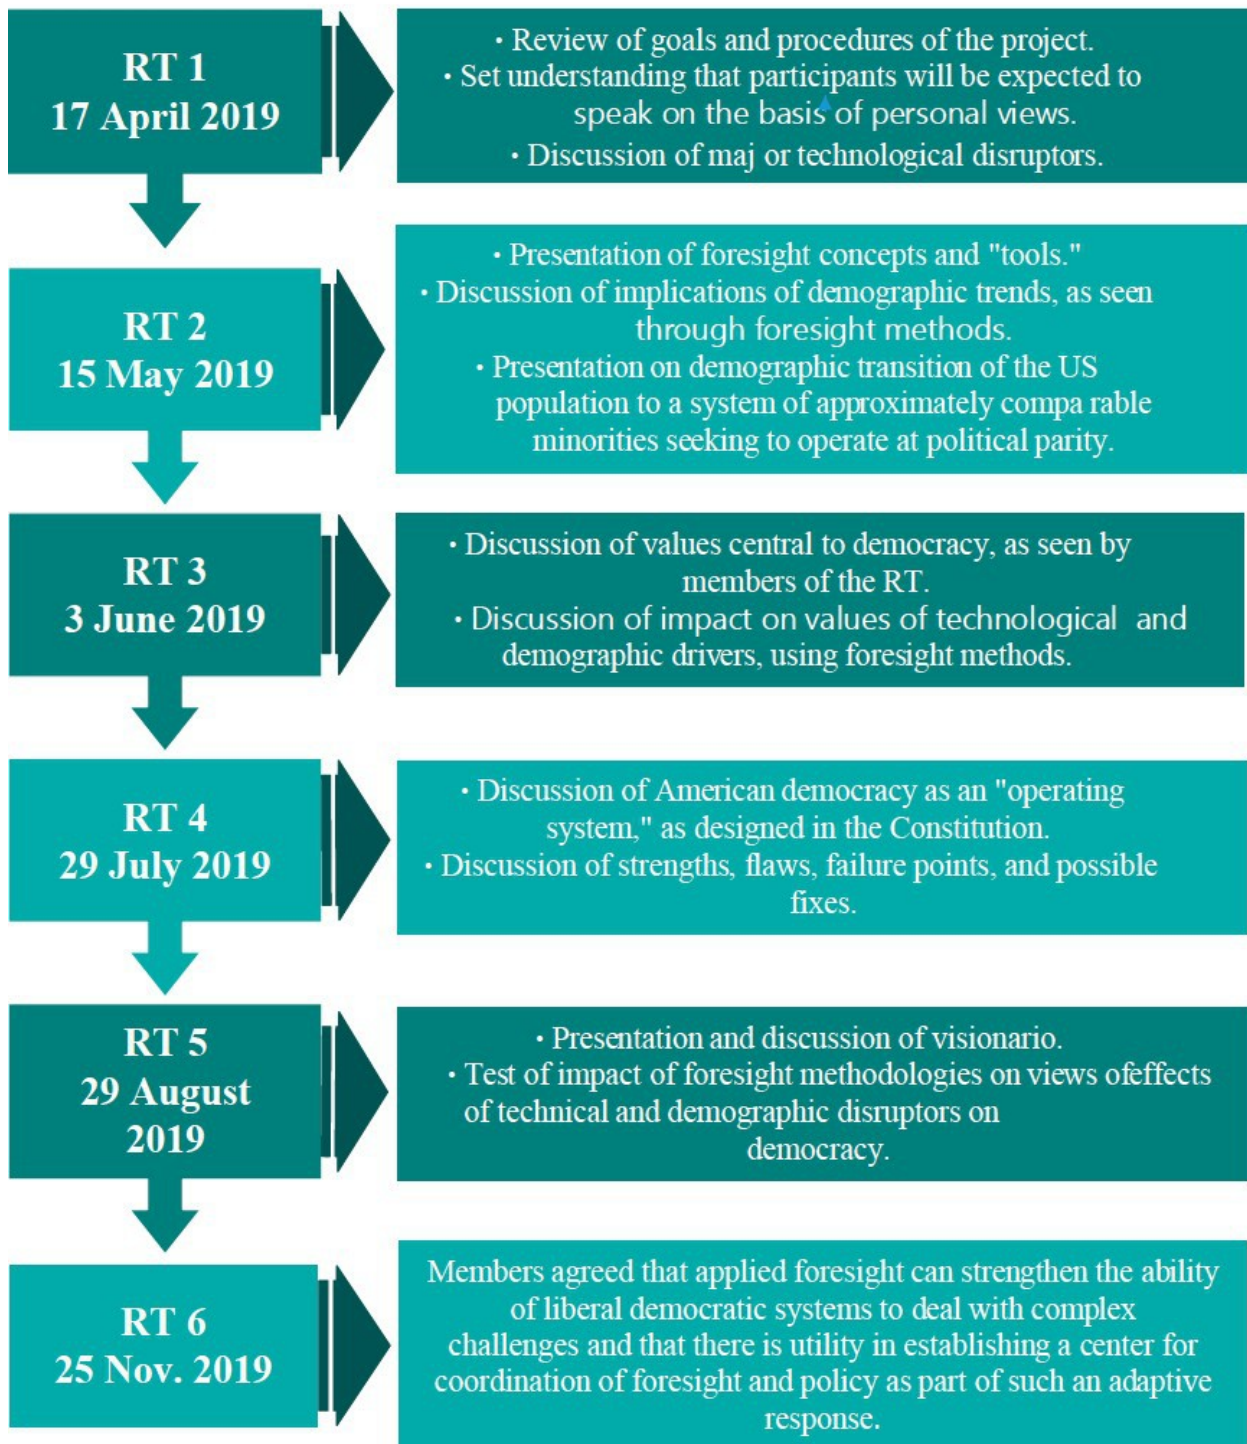 RT 1
17 April 2019
• Review of goals and procedures of the project.
• Set understanding that participants will be expected to
speak on the basis of personal views.
• Discussion of maj or technological disruptors.
RT 2
15 May 2019
• Presentation of foresight concepts and "tools."
• Discussion of implications of demographic trends, as seen
through foresight methods.
• Presentation on demographic transition of the US
population to a system of approximately compa rable
minorities seeking to operate at political parity.
RT 3
3 June 2019
• Discussion of values central to democracy, as seen by
members of the RT.
• Discussion of impact on values of technological and
demographic drivers, using foresight methods.
RT 4
29 July 2019
• Discussion of American democracy as an "operating
system," as designed in the Constitution.
• Discussion of strengths, flaws, failure points, and possible
fixes.
RT 5
29 August
2019
• Presentation and discussion of visionario.
• Test of impact of foresight methodologies on views ofeffects
of technical and demographic disruptors on
democracy.
RT 6
25 Nov. 2019
Members agreed that applied foresight can strengthen the ability
of liberal democratic systems to deal with complex
challenges and that there is utility in establishing a center for
coordination of foresight and policy as part of such an adaptive
response.